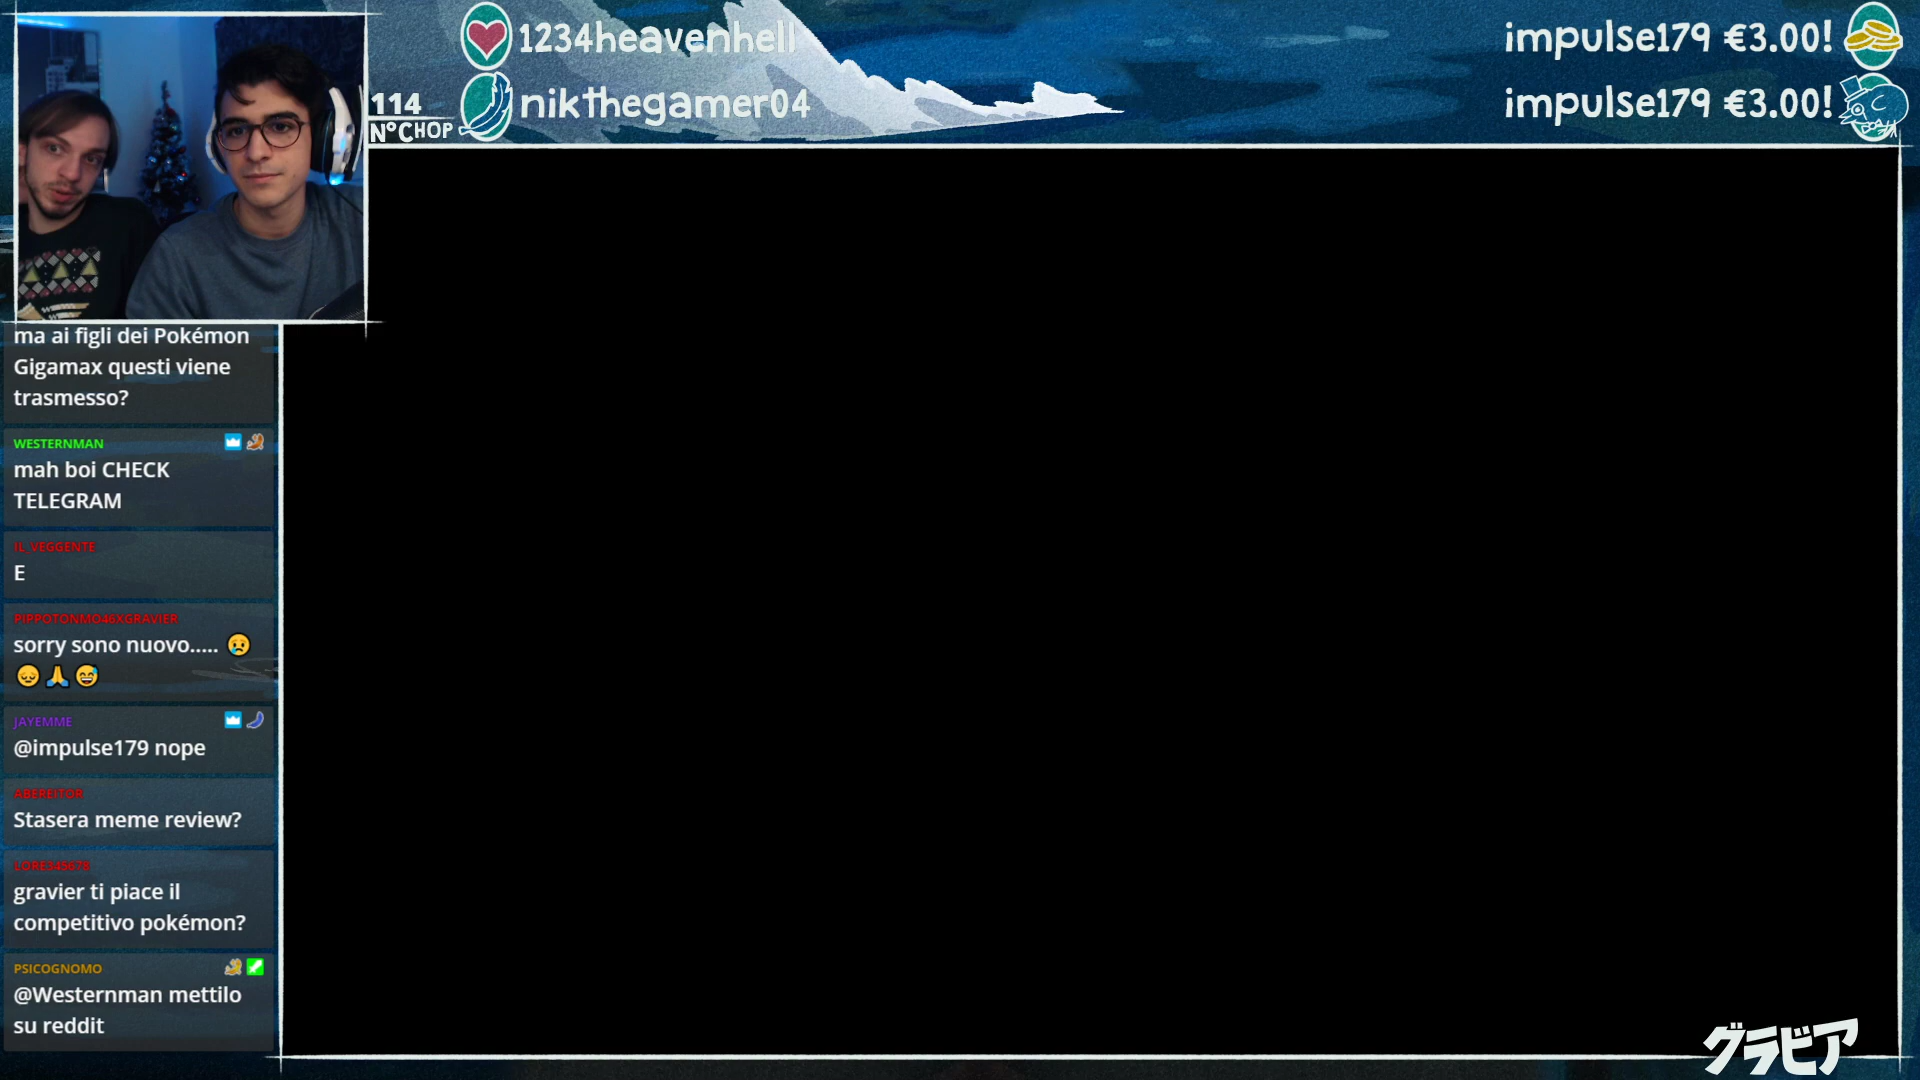 1234heavenhell
nikthegamer04
114
N°CHOP
impulse179 €3.00!
impulse179 €3.00!
ma ai figli dei Pokémon
Gigamax questi viene
trasmesso?
WESTERNMAN
mah boi CHECK
TELEGRAM
IL_VEGGENTE
E
PIPPOTONMO46XGRAVIER
sorry sono nuovo..... 😢
😔🙏😅
JAYEMME
@impulse179 nope
ABEREITOR
Stasera meme review?
LORE345678
gravier ti piace il
competitivo pokémon?
PSICOGNOMO
@Westernman mettilo
su reddit
グラビア